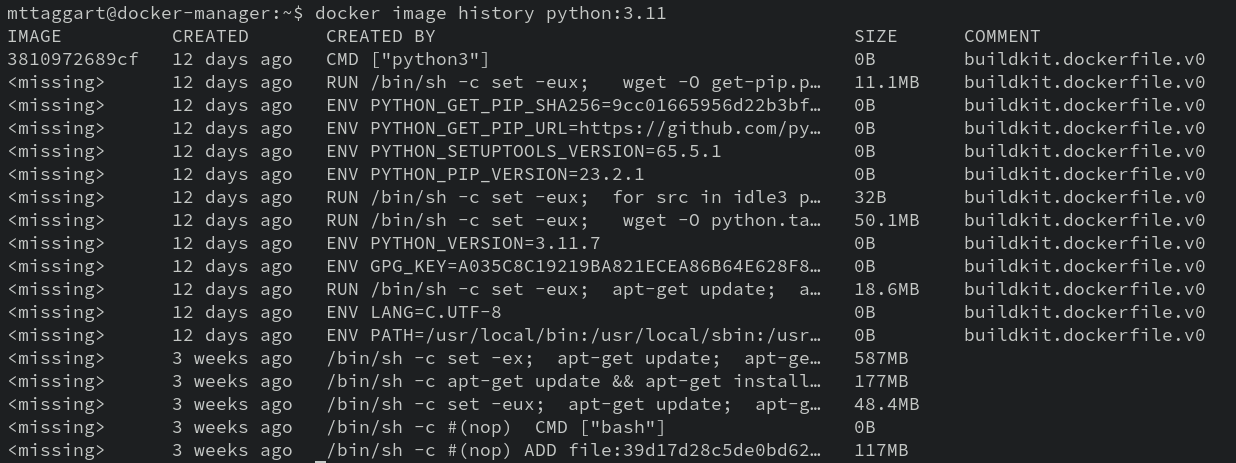 mttaggart@docker-manager:~$ docker image history python:3.11
IMAGE CREATED CREATED BY SIZE COMMENT
3810972689cf 12 days ago CMD ["python3"] 0B buildkit.dockerfile.v0
<missing> 12 days ago RUN /bin/sh -c set -eux; wget -O get-pip.p… 11.1MB buildkit.dockerfile.v0
<missing> 12 days ago ENV PYTHON_GET_PIP_SHA256=9cc01665956d22b3bf… 0B buildkit.dockerfile.v0
<missing> 12 days ago ENV PYTHON_GET_PIP_URL=https://github.com/py… 0B buildkit.dockerfile.v0
<missing> 12 days ago ENV PYTHON_SETUPTOOLS_VERSION=65.5.1 0B buildkit.dockerfile.v0
<missing> 12 days ago ENV PYTHON_PIP_VERSION=23.2.1 0B buildkit.dockerfile.v0
<missing> 12 days ago RUN /bin/sh -c set -eux; for src in idle3 p… 32B buildkit.dockerfile.v0
<missing> 12 days ago RUN /bin/sh -c set -eux; wget -O python.ta… 50.1MB buildkit.dockerfile.v0
<missing> 12 days ago ENV PYTHON_VERSION=3.11.7 0B buildkit.dockerfile.v0
<missing> 12 days ago ENV GPG_KEY=A035C8C19219BA821ECEA86B64E628F8… 0B buildkit.dockerfile.v0
<missing> 12 days ago RUN /bin/sh -c set -eux; apt-get update; a… 18.6MB buildkit.dockerfile.v0
<missing> 12 days ago ENV LANG=C.UTF-8 0B buildkit.dockerfile.v0
<missing> 12 days ago ENV PATH=/usr/local/bin:/usr/local/sbin:/usr… 0B buildkit.dockerfile.v0
<missing> 3 weeks ago /bin/sh -c set -ex; apt-get update; apt-ge… 587MB
<missing> 3 weeks ago /bin/sh -c apt-get update && apt-get install… 177MB
<missing> 3 weeks ago /bin/sh -c set -eux; apt-get update; apt-g… 48.4MB
<missing> 3 weeks ago /bin/sh -c #(nop) CMD ["bash"] 0B
<missing> 3 weeks ago /bin/sh -c #(nop) ADD file:39d17d28c5de0bd62… 117MB